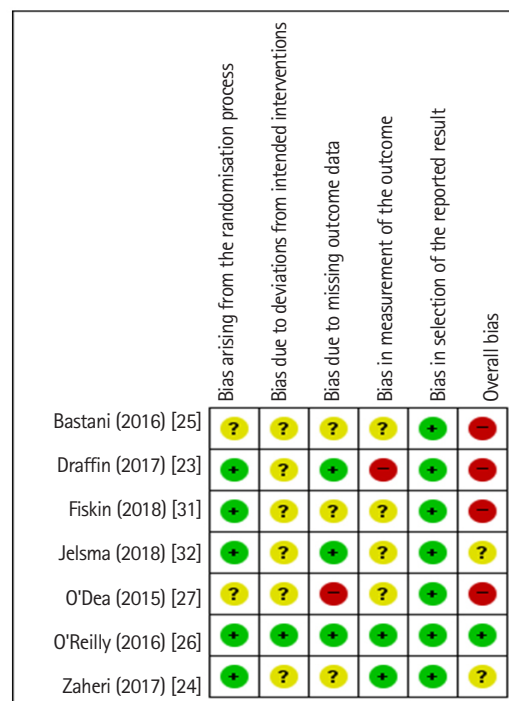 Bias arising from the randomisation process
Bias due to deviations from intended interventions
Bias due to missing outcome data
Bias in measurement of the outcome
Bias in selection of the reported result
Overall bias
Bastani (2016) [25] ? ? ? ? + −
Draffin (2017) [23] + ? + − + −
Fiskin (2018) [31] + ? ? ? + −
Jelsma (2018) [32] + ? + ? + ?
O'Dea (2015) [27] ? ? − ? + −
O'Reilly (2016) [26] + + + + + +
Zaheri (2017) [24] + ? ? + + ?